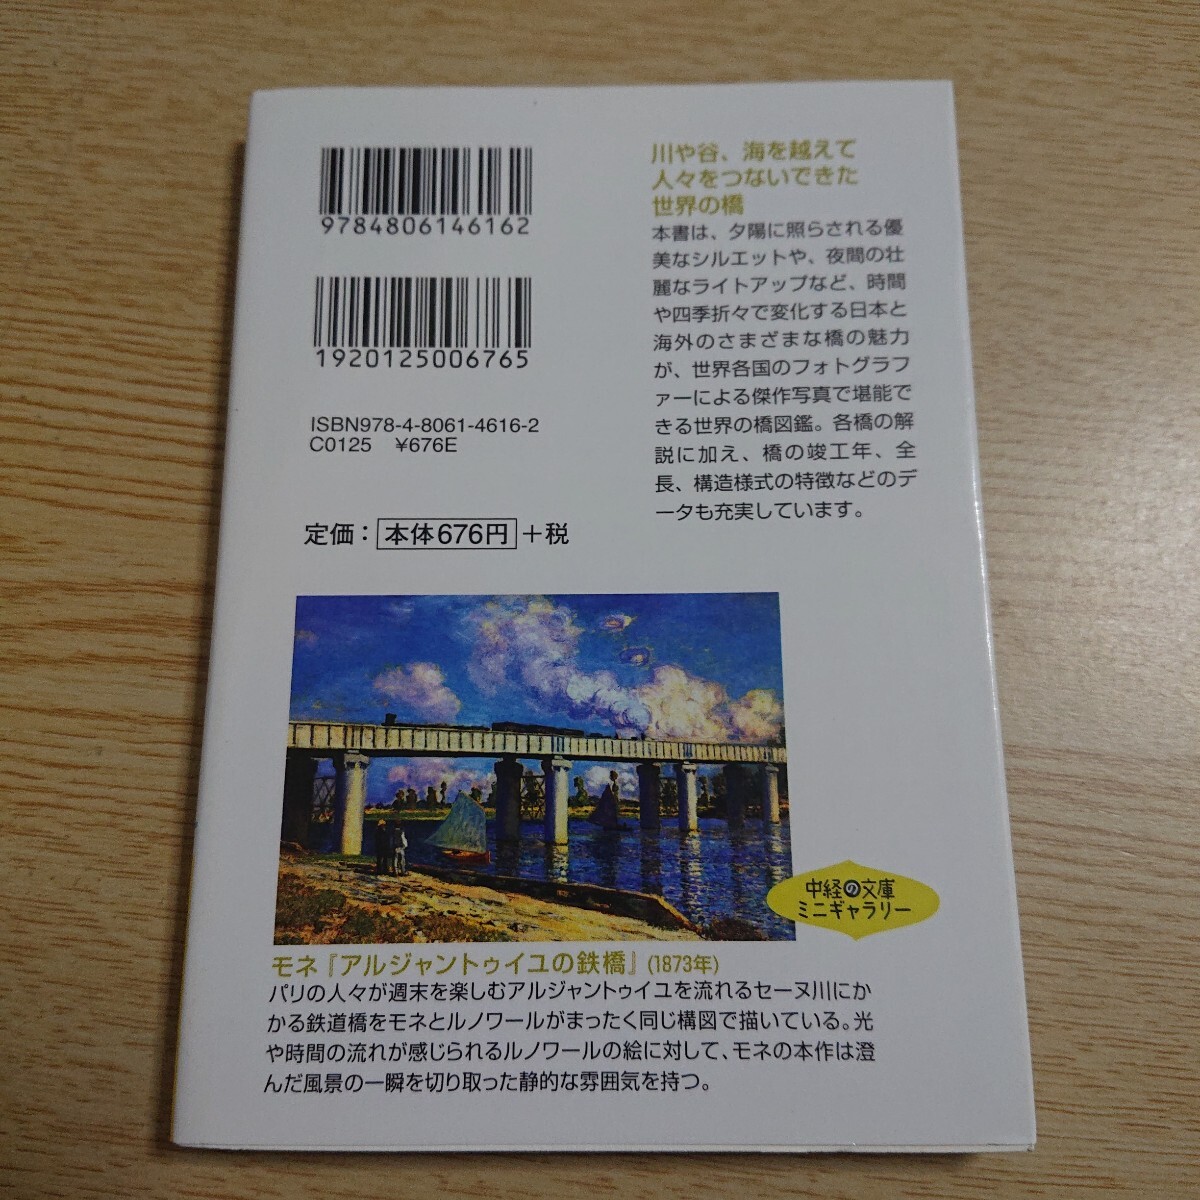 9784806146162
1920125006765
ISBN978-4-8061-4616-2
C0125 ¥676E
定価：本体676円＋税
川や谷、海を越えて
人々をつないできた
世界の橋
本書は、夕陽に照らされる優
美なシルエットや、夜間の壮
麗なライトアップなど、時間
や四季折々で変化する日本と
海外のさまざまな橋の魅力
が、世界各国のフォトグラフ
ァーによる傑作写真で堪能で
きる世界の橋図鑑。各橋の解
説に加え、橋の竣工年、全
長、構造様式の特徴などのデ
ータも充実しています。
中経の文庫
ミニギャラリー
モネ『アルジャントゥイユの鉄橋』(1873年)
パリの人々が週末を楽しむアルジャントゥイユを流れるセーヌ川にか
かる鉄道橋をモネとルノワールがまったく同じ構図で描いている。光
や時間の流れが感じられるルノワールの絵に対して、モネの本作は澄
んだ風景の一瞬を切り取った静的な雰囲気を持つ。